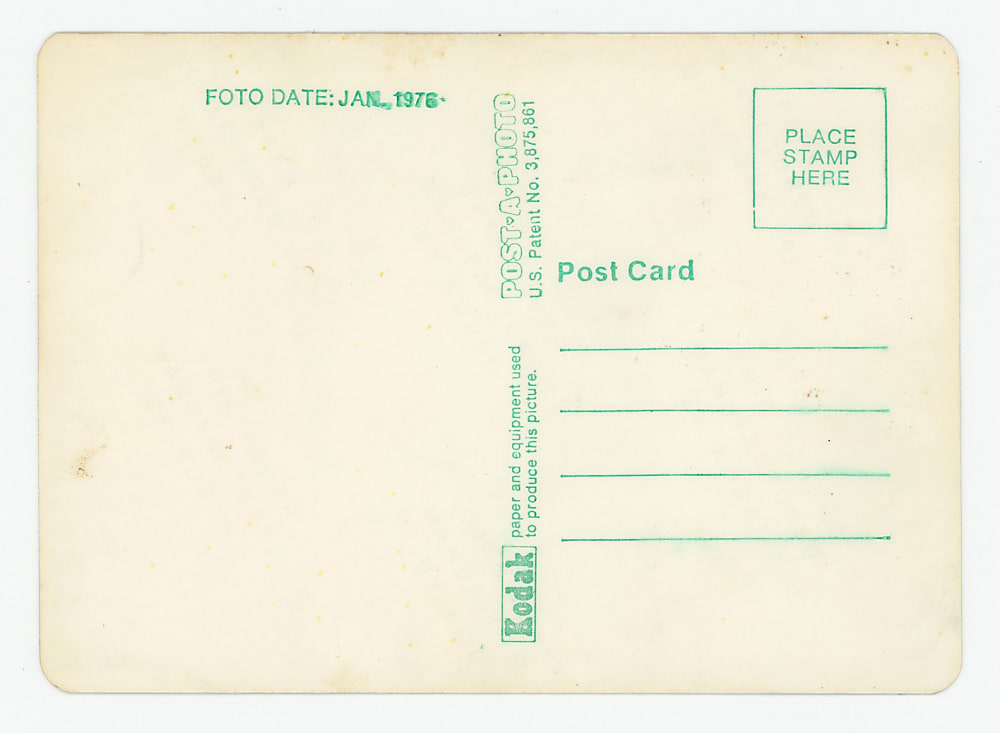 FOTO DATE: JAN., 1976
POST-A-PHOTO
U.S. Patent No. 3,875,861
PLACE
STAMP
HERE
Post Card
Kodak
paper and equipment used
to produce this picture.